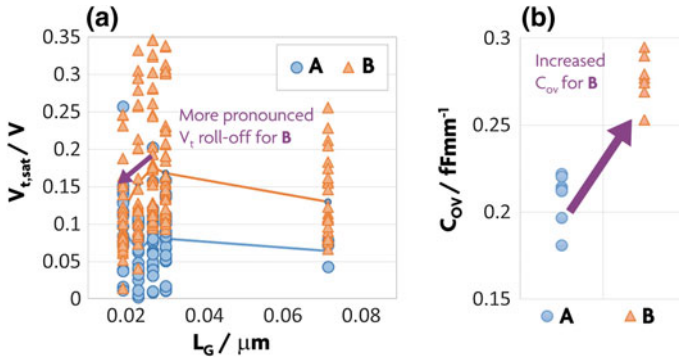 (a)
0.35
0.3
0.25
0.2
0.15
0.1
0.05
0
V_t,sat / V
A B
More pronounced
V_t roll-off for B
0.02 0.04 0.06 0.08
L_G / μm
(b)
0.3
0.25
0.2
0.15
C_OV / fFmm⁻¹
Increased
C_ov for B
A B